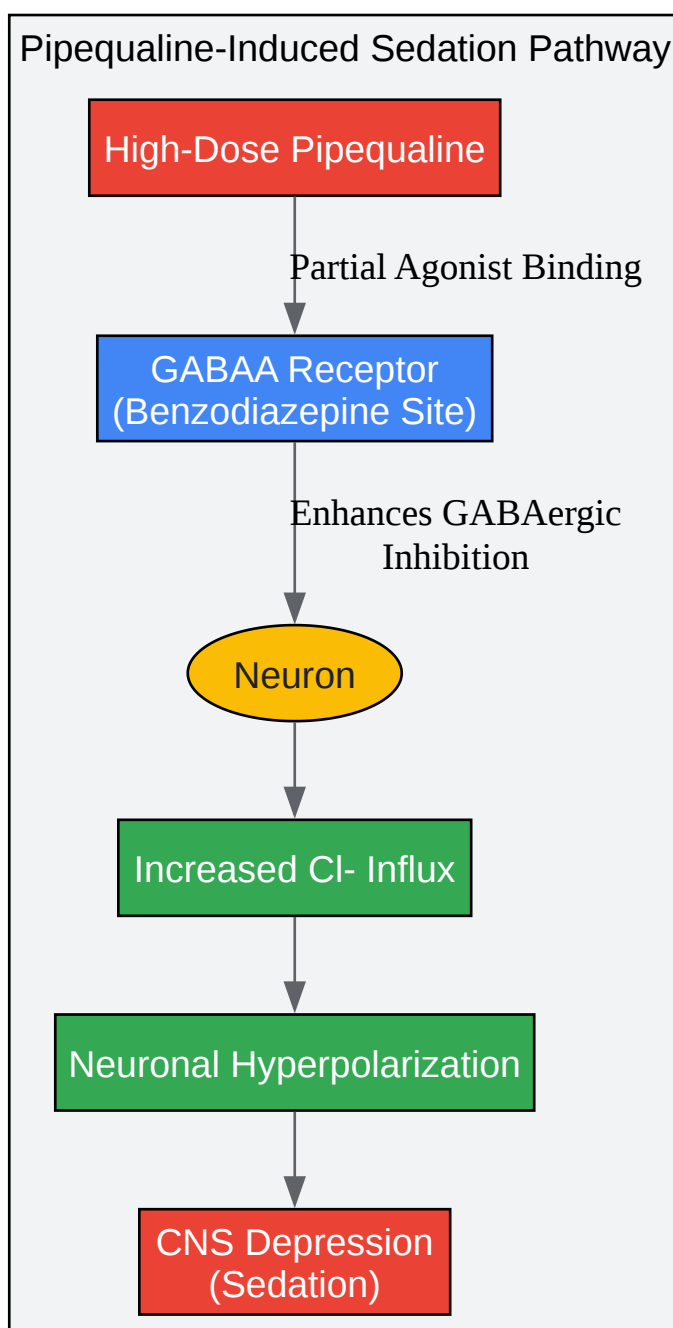 Pipequaline-Induced Sedation Pathway
High-Dose Pipequaline
Partial Agonist Binding
GABAA Receptor
(Benzodiazepine Site)
Enhances GABAergic
Inhibition
Neuron
Increased Cl- Influx
Neuronal Hyperpolarization
CNS Depression
(Sedation)